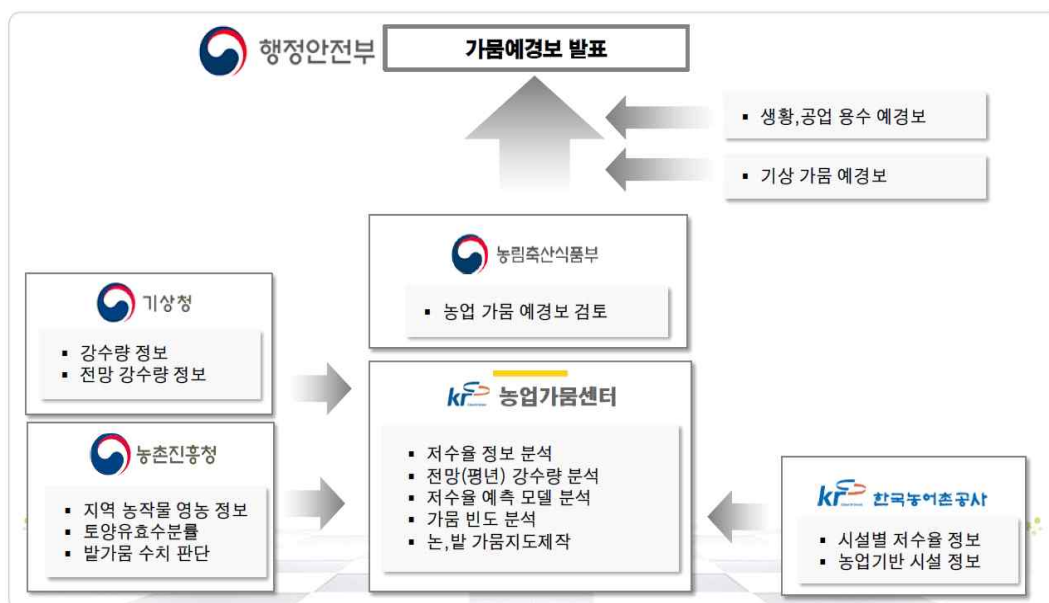 행정안전부
가뭄예경보 발표
▪ 생황,공업 용수 예경보
▪ 기상 가뭄 예경보
농림축산식품부
▪ 농업 가뭄 예경보 검토
기상청
▪ 강수량 정보
▪ 전망 강수량 정보
kr 농업가뭄센터
▪ 저수율 정보 분석
▪ 전망(평년) 강수량 분석
▪ 저수율 예측 모델 분석
▪ 가뭄 빈도 분석
▪ 논,밭 가뭄지도제작
농촌진흥청
▪ 지역 농작물 영농 정보
▪ 토양유효수분률
▪ 밭가뭄 수치 판단
kr 한국농어촌공사
▪ 시설별 저수율 정보
▪ 농업기반 시설 정보